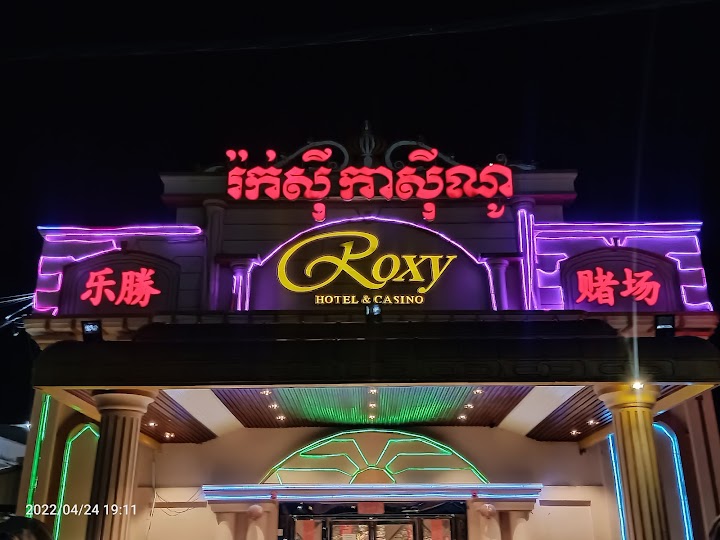 រ៉ក់ស៊ី កាស៊ីណូ
Roxy
HOTEL & CASINO
乐勝
赌场
2022/04/24 19:11